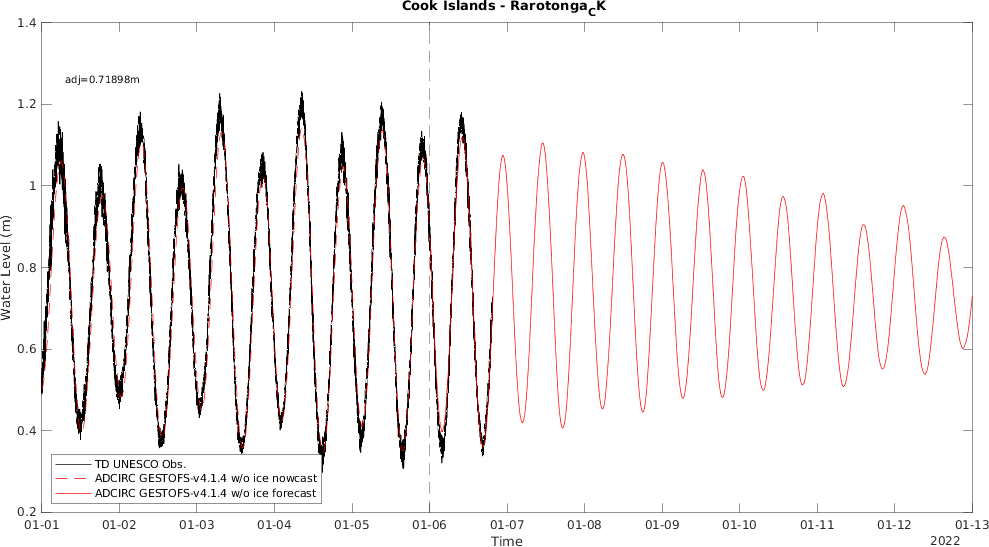 Cook Islands - Rarotonga_CK
1.4
adj=0.71898m
1.2
1
0.8
0.6
0.4
0.2
Water Level (m)
TD UNESCO Obs.
ADCIRC GESTOFS-v4.1.4 w/o ice nowcast
ADCIRC GESTOFS-v4.1.4 w/o ice forecast
01-01 01-02 01-03 01-04 01-05 01-06 01-07 01-08 01-09 01-10 01-11 01-12 01-13
Time
2022